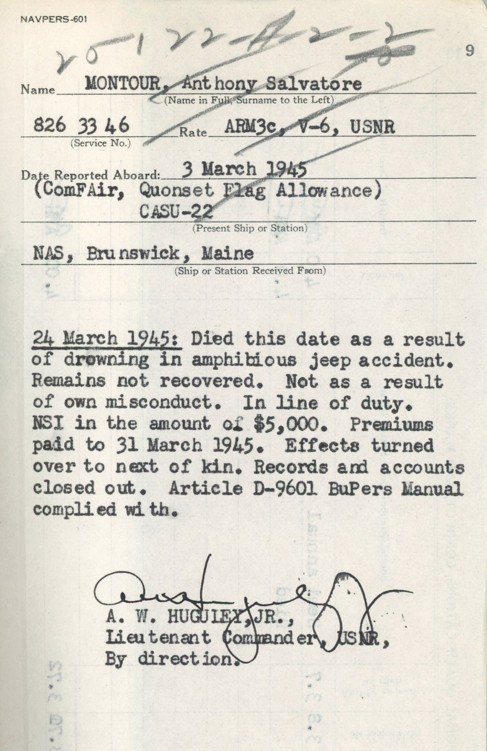 NAVPERS-601
25-122-A-2-2
9
Name MONTOUR, Anthony Salvatore
(Name in Full, Surname to the Left)
826 33 46 Rate ARM3c, V-6, USNR
(Service No.)
Date Reported Aboard: 3 March 1945
(ComFAir, Quonset Flag Allowance)
CASU-22
(Present Ship or Station)
NAS, Brunswick, Maine
(Ship or Station Received From)
24 March 1945: Died this date as a result
of drowning in amphibious jeep accident.
Remains not recovered. Not as a result
of own misconduct. In line of duty.
NSI in the amount of $5,000. Premiums
paid to 31 March 1945. Effects turned
over to next of kin. Records and accounts
closed out. Article D-9601 BuPers Manual
complied with.
A. W. HUGULEY, JR.,
Lieutenant Commander, USNR,
By direction.